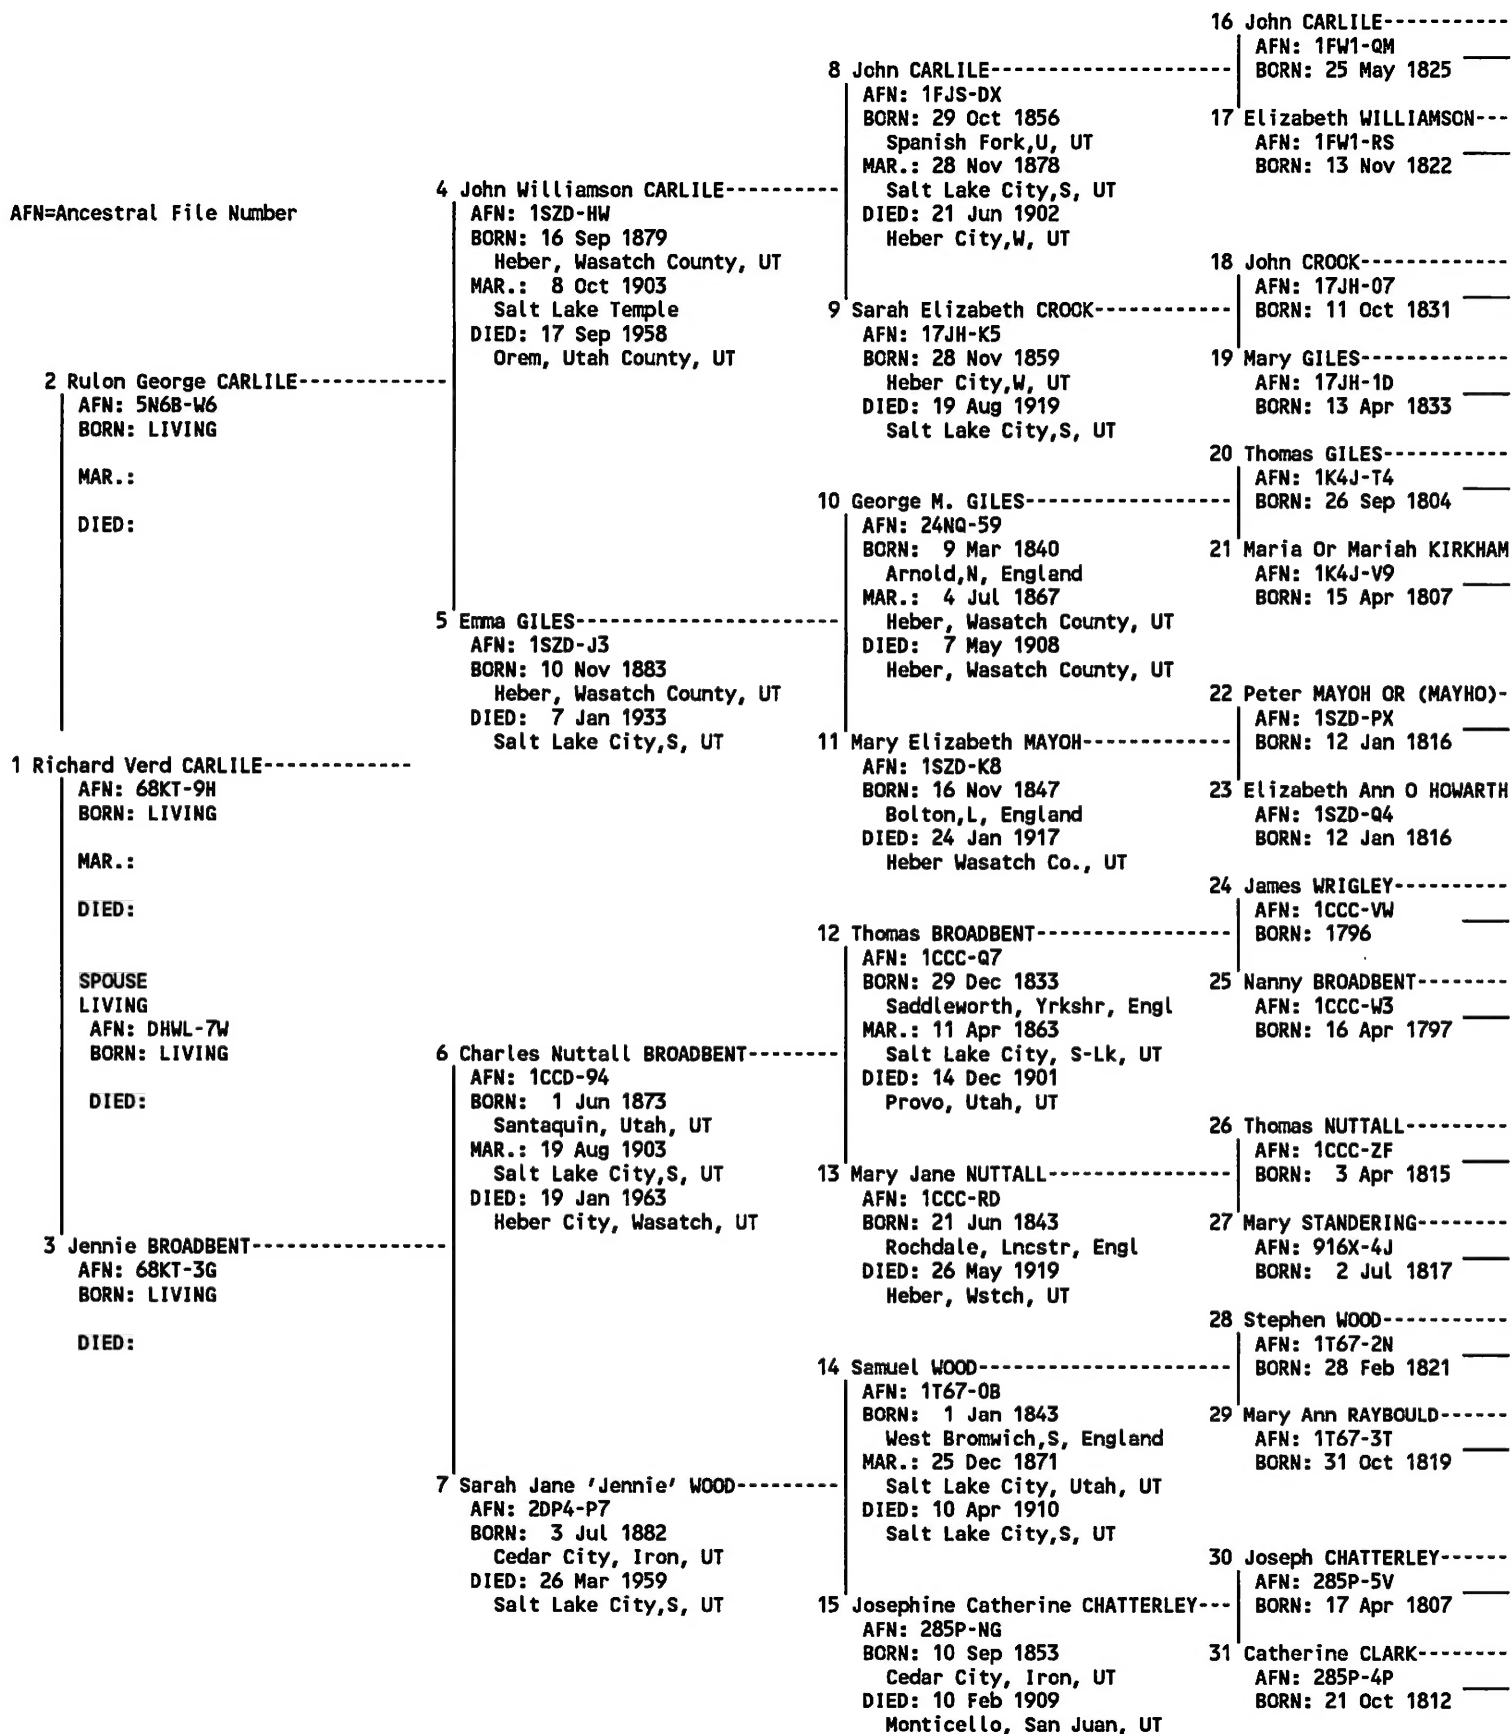 AFN=Ancestral File Number
1 Richard Verd CARLILE------------
AFN: 68KT-9H
BORN: LIVING
MAR.:
DIED:
SPOUSE
LIVING
AFN: DHWL-7W
BORN: LIVING
DIED:
2 Rulon George CARLILE------------
AFN: 5N6B-W6
BORN: LIVING
MAR.:
DIED:
3 Jennie BROADBENT----------------
AFN: 68KT-3G
BORN: LIVING
DIED:
4 John Williamson CARLILE---------
AFN: 1SZD-HW
BORN: 16 Sep 1879
Heber, Wasatch County, UT
MAR.: 8 Oct 1903
Salt Lake Temple
DIED: 17 Sep 1958
Orem, Utah County, UT
5 Emma GILES----------------------
AFN: 1SZD-J3
BORN: 10 Nov 1883
Heber, Wasatch County, UT
DIED: 7 Jan 1933
Salt Lake City,S, UT
6 Charles Nuttall BROADBENT-------
AFN: 1CCD-94
BORN: 1 Jun 1873
Santaquin, Utah, UT
MAR.: 19 Aug 1903
Salt Lake City,S, UT
DIED: 19 Jan 1963
Heber City, Wasatch, UT
7 Sarah Jane 'Jennie' WOOD--------
AFN: 2DP4-P7
BORN: 3 Jul 1882
Cedar City, Iron, UT
DIED: 26 Mar 1959
Salt Lake City,S, UT
8 John CARLILE--------------------
AFN: 1FJS-DX
BORN: 29 Oct 1856
Spanish Fork,U, UT
MAR.: 28 Nov 1878
Salt Lake City,S, UT
DIED: 21 Jun 1902
Heber City,W, UT
9 Sarah Elizabeth CROOK-----------
AFN: 17JH-K5
BORN: 28 Nov 1859
Heber City,W, UT
DIED: 19 Aug 1919
Salt Lake City,S, UT
10 George M. GILES-----------------
AFN: 24NQ-59
BORN: 9 Mar 1840
Arnold,N, England
MAR.: 4 Jul 1867
Heber, Wasatch County, UT
DIED: 7 May 1908
Heber, Wasatch County, UT
11 Mary Elizabeth MAYOH------------
AFN: 1SZD-K8
BORN: 16 Nov 1847
Bolton,L, England
DIED: 24 Jan 1917
Heber Wasatch Co., UT
12 Thomas BROADBENT----------------
AFN: 1CCC-Q7
BORN: 29 Dec 1833
Saddleworth, Yrkshr, Engl
MAR.: 11 Apr 1863
Salt Lake City, S-Lk, UT
DIED: 14 Dec 1901
Provo, Utah, UT
13 Mary Jane NUTTALL---------------
AFN: 1CCC-RD
BORN: 21 Jun 1843
Rochdale, Lncstr, Engl
DIED: 26 May 1919
Heber, Wstch, UT
14 Samuel WOOD---------------------
AFN: 1T67-0B
BORN: 1 Jan 1843
West Bromwich,S, England
MAR.: 25 Dec 1871
Salt Lake City, Utah, UT
DIED: 10 Apr 1910
Salt Lake City,S, UT
15 Josephine Catherine CHATTERLEY---
AFN: 285P-NG
BORN: 10 Sep 1853
Cedar City, Iron, UT
DIED: 10 Feb 1909
Monticello, San Juan, UT
16 John CARLILE-----------
AFN: 1FW1-QM
BORN: 25 May 1825
17 Elizabeth WILLIAMSON---
AFN: 1FW1-RS
BORN: 13 Nov 1822
18 John CROOK-------------
AFN: 17JH-07
BORN: 11 Oct 1831
19 Mary GILES-------------
AFN: 17JH-1D
BORN: 13 Apr 1833
20 Thomas GILES-----------
AFN: 1K4J-T4
BORN: 26 Sep 1804
21 Maria Or Mariah KIRKHAM
AFN: 1K4J-V9
BORN: 15 Apr 1807
22 Peter MAYOH OR (MAYHO)-
AFN: 1SZD-PX
BORN: 12 Jan 1816
23 Elizabeth Ann O HOWARTH
AFN: 1SZD-Q4
BORN: 12 Jan 1816
24 James WRIGLEY----------
AFN: 1CCC-VW
BORN: 1796
25 Nanny BROADBENT--------
AFN: 1CCC-W3
BORN: 16 Apr 1797
26 Thomas NUTTALL---------
AFN: 1CCC-ZF
BORN: 3 Apr 1815
27 Mary STANDERING--------
AFN: 916X-4J
BORN: 2 Jul 1817
28 Stephen WOOD-----------
AFN: 1T67-2N
BORN: 28 Feb 1821
29 Mary Ann RAYBOULD------
AFN: 1T67-3T
BORN: 31 Oct 1819
30 Joseph CHATTERLEY------
AFN: 285P-5V
BORN: 17 Apr 1807
31 Catherine CLARK--------
AFN: 285P-4P
BORN: 21 Oct 1812